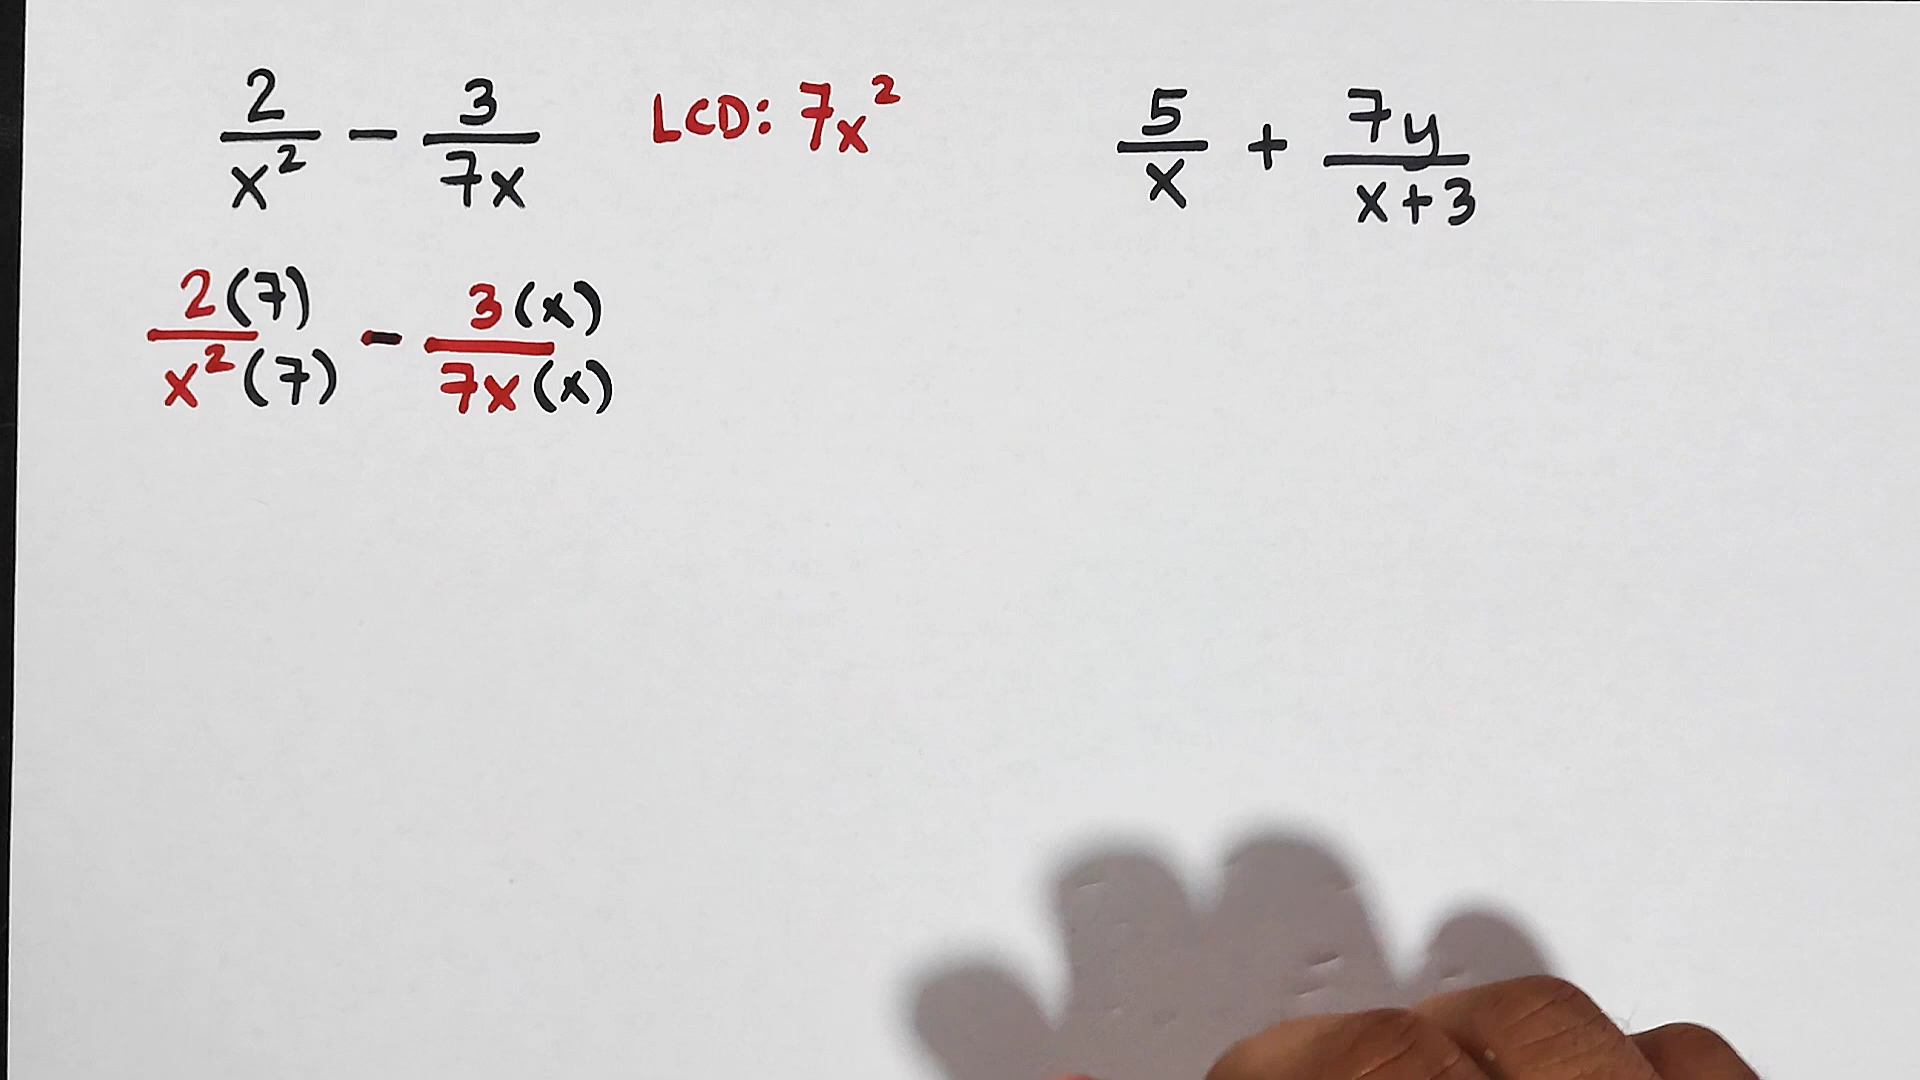 2/x² - 3/7x LCD: 7x²
2(7)/x²(7) - 3(x)/7x(x)
5/x + 7y/x+3